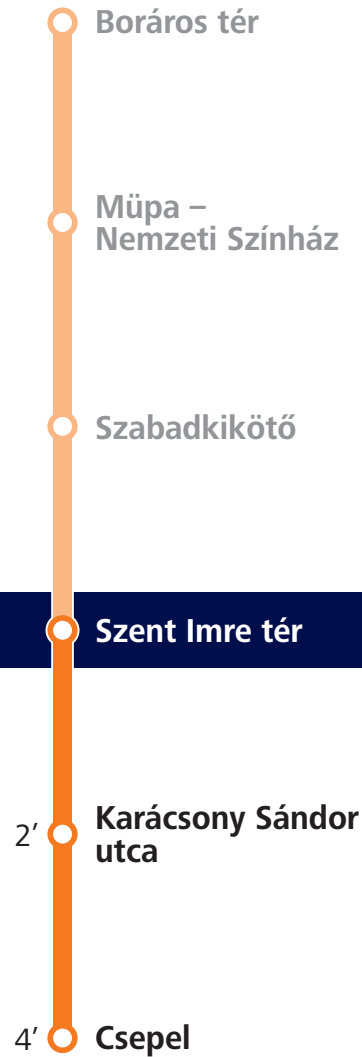 Boráros tér
Müpa –
Nemzeti Színház
Szabadkikötő
Szent Imre tér
2’ Karácsony Sándor
utca
4’ Csepel